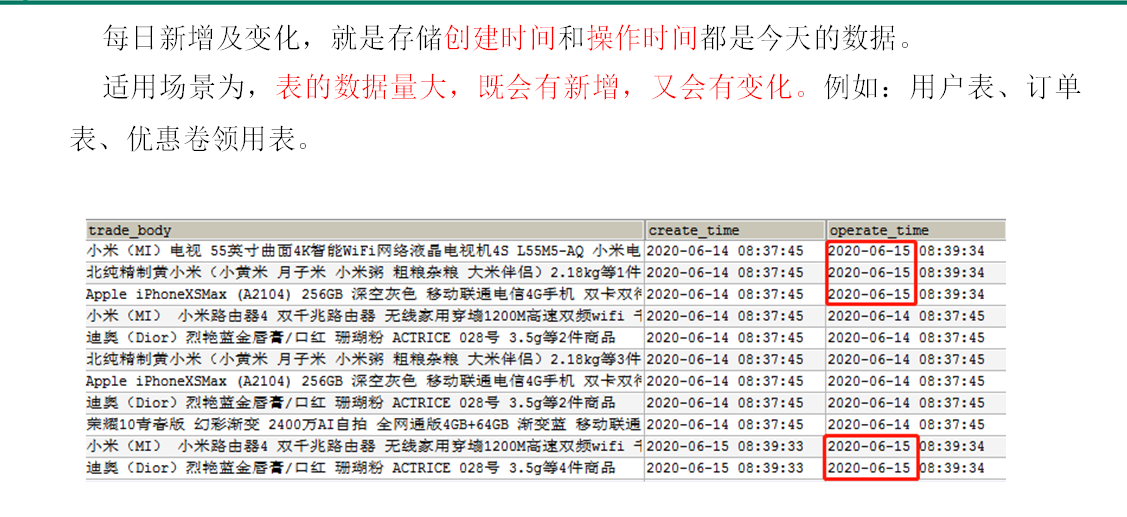 每日新增及变化，就是存储创建时间和操作时间都是今天的数据。
适用场景为，表的数据量大，既会有新增，又会有变化。例如：用户表、订单
表、优惠卷领用表。
trade_body create_time operate_time
小米（MI）电视 55英寸曲面4K智能WiFi网络液晶电视机4S L55M5-AQ 小米电 2020-06-14 08:37:45 2020-06-15 08:39:34
北纯精制黄小米（小黄米 月子米 小米粥 粗粮杂粮 大米伴侣）2.18kg等1件 2020-06-14 08:37:45 2020-06-15 08:39:34
Apple iPhoneXSMax (A2104) 256GB 深空灰色 移动联通电信4G手机 双卡双待 2020-06-14 08:37:45 2020-06-15 08:39:34
小米（MI） 小米路由器4 双千兆路由器 无线家用穿墙1200M高速双频wifi 2020-06-14 08:37:45 2020-06-14 08:37:45
迪奥（Dior）烈艳蓝金唇膏/口红 珊瑚粉 ACTRICE 028号 3.5g等2件商品 2020-06-14 08:37:45 2020-06-14 08:37:45
北纯精制黄小米（小黄米 月子米 小米粥 粗粮杂粮 大米伴侣）2.18kg等3件 2020-06-14 08:37:45 2020-06-14 08:37:45
Apple iPhoneXSMax (A2104) 256GB 深空灰色 移动联通电信4G手机 双卡双待 2020-06-14 08:37:45 2020-06-14 08:37:45
迪奥（Dior）烈艳蓝金唇膏/口红 珊瑚粉 ACTRICE 028号 3.5g等2件商品 2020-06-14 08:37:45 2020-06-14 08:37:45
荣耀10青春版 幻彩渐变 2400万AI自拍 全网通版4GB+64GB 渐变蓝 移动联通 2020-06-14 08:37:45 2020-06-14 08:37:45
小米（MI） 小米路由器4 双千兆路由器 无线家用穿墙1200M高速双频wifi 2020-06-15 08:39:33 2020-06-15 08:39:34
迪奥（Dior）烈艳蓝金唇膏/口红 珊瑚粉 ACTRICE 028号 3.5g等4件商品 2020-06-15 08:39:33 2020-06-15 08:39:34